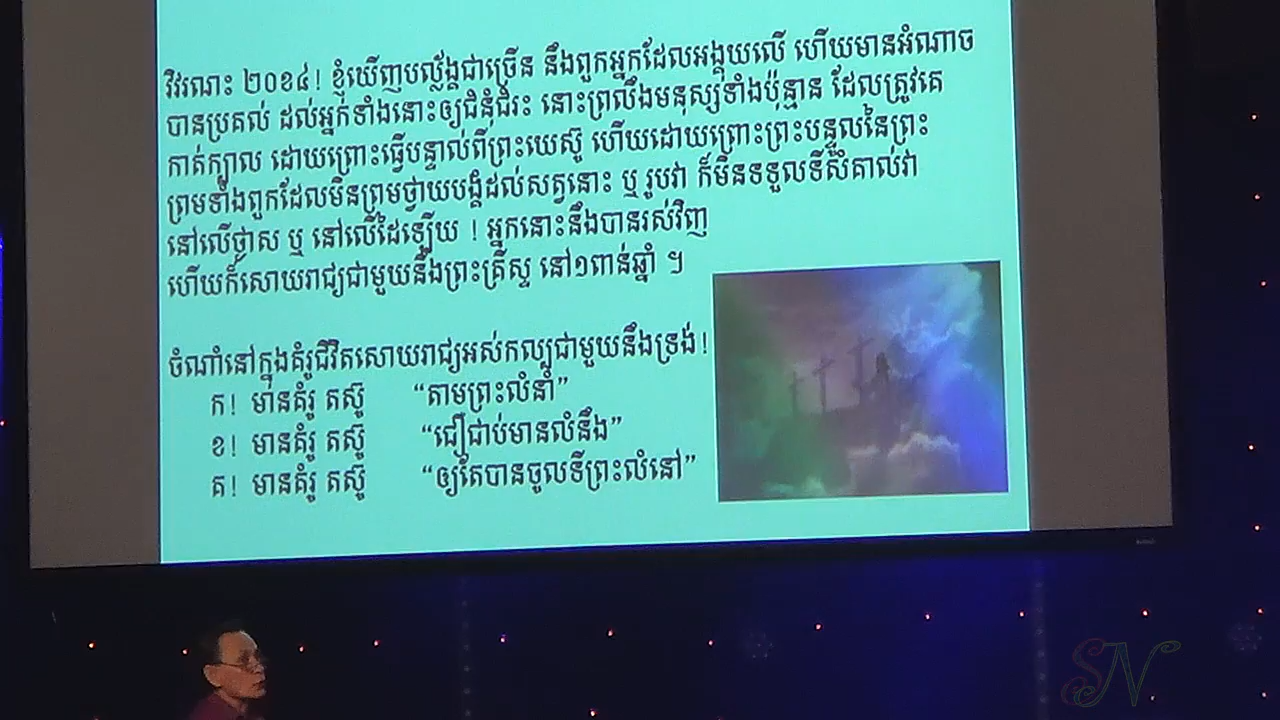 វិវរណះ ២០៖៤! ខ្ញុំឃើញបល្ល័ង្កជាច្រើន នឹងពួកអ្នកដែលអង្គុយលើ ហើយមានអំណាច
បានប្រគល់ ដល់អ្នកទាំងនោះឲ្យជំនុំជំរះ នោះព្រលឹងមនុស្សទាំងប៉ុន្មាន ដែលត្រូវគេ
កាត់ក្បាល ដោយព្រោះធ្វើបន្ទាល់ពីព្រះយេស៊ូ ហើយដោយព្រោះព្រះបន្ទូលនៃព្រះ
ព្រមទាំងពួកដែលមិនព្រមថ្វាយបង្គំដល់សត្វនោះ ឬ រូបវា ក៏មិនទទួលទីសំគាល់វា
នៅលើថ្ងាស ឬ នៅលើដៃឡើយ ! អ្នកនោះនឹងបានរស់វិញ
ហើយក៏សោយរាជ្យជាមួយនឹងព្រះគ្រីស្ទ នៅ១ពាន់ឆ្នាំ ។
ចំណាំនៅក្នុងគំរូជីវិតសោយរាជ្យអស់កល្បជាមួយនឹងទ្រង់!
ក! មានគំរូ តស៊ូ “តាមព្រះលំនាំ”
ខ! មានគំរូ តស៊ូ “ជឿជាប់មានលំនឹង”
គ! មានគំរូ តស៊ូ “ឲ្យតែបានចូលទីព្រះលំនៅ”
SN